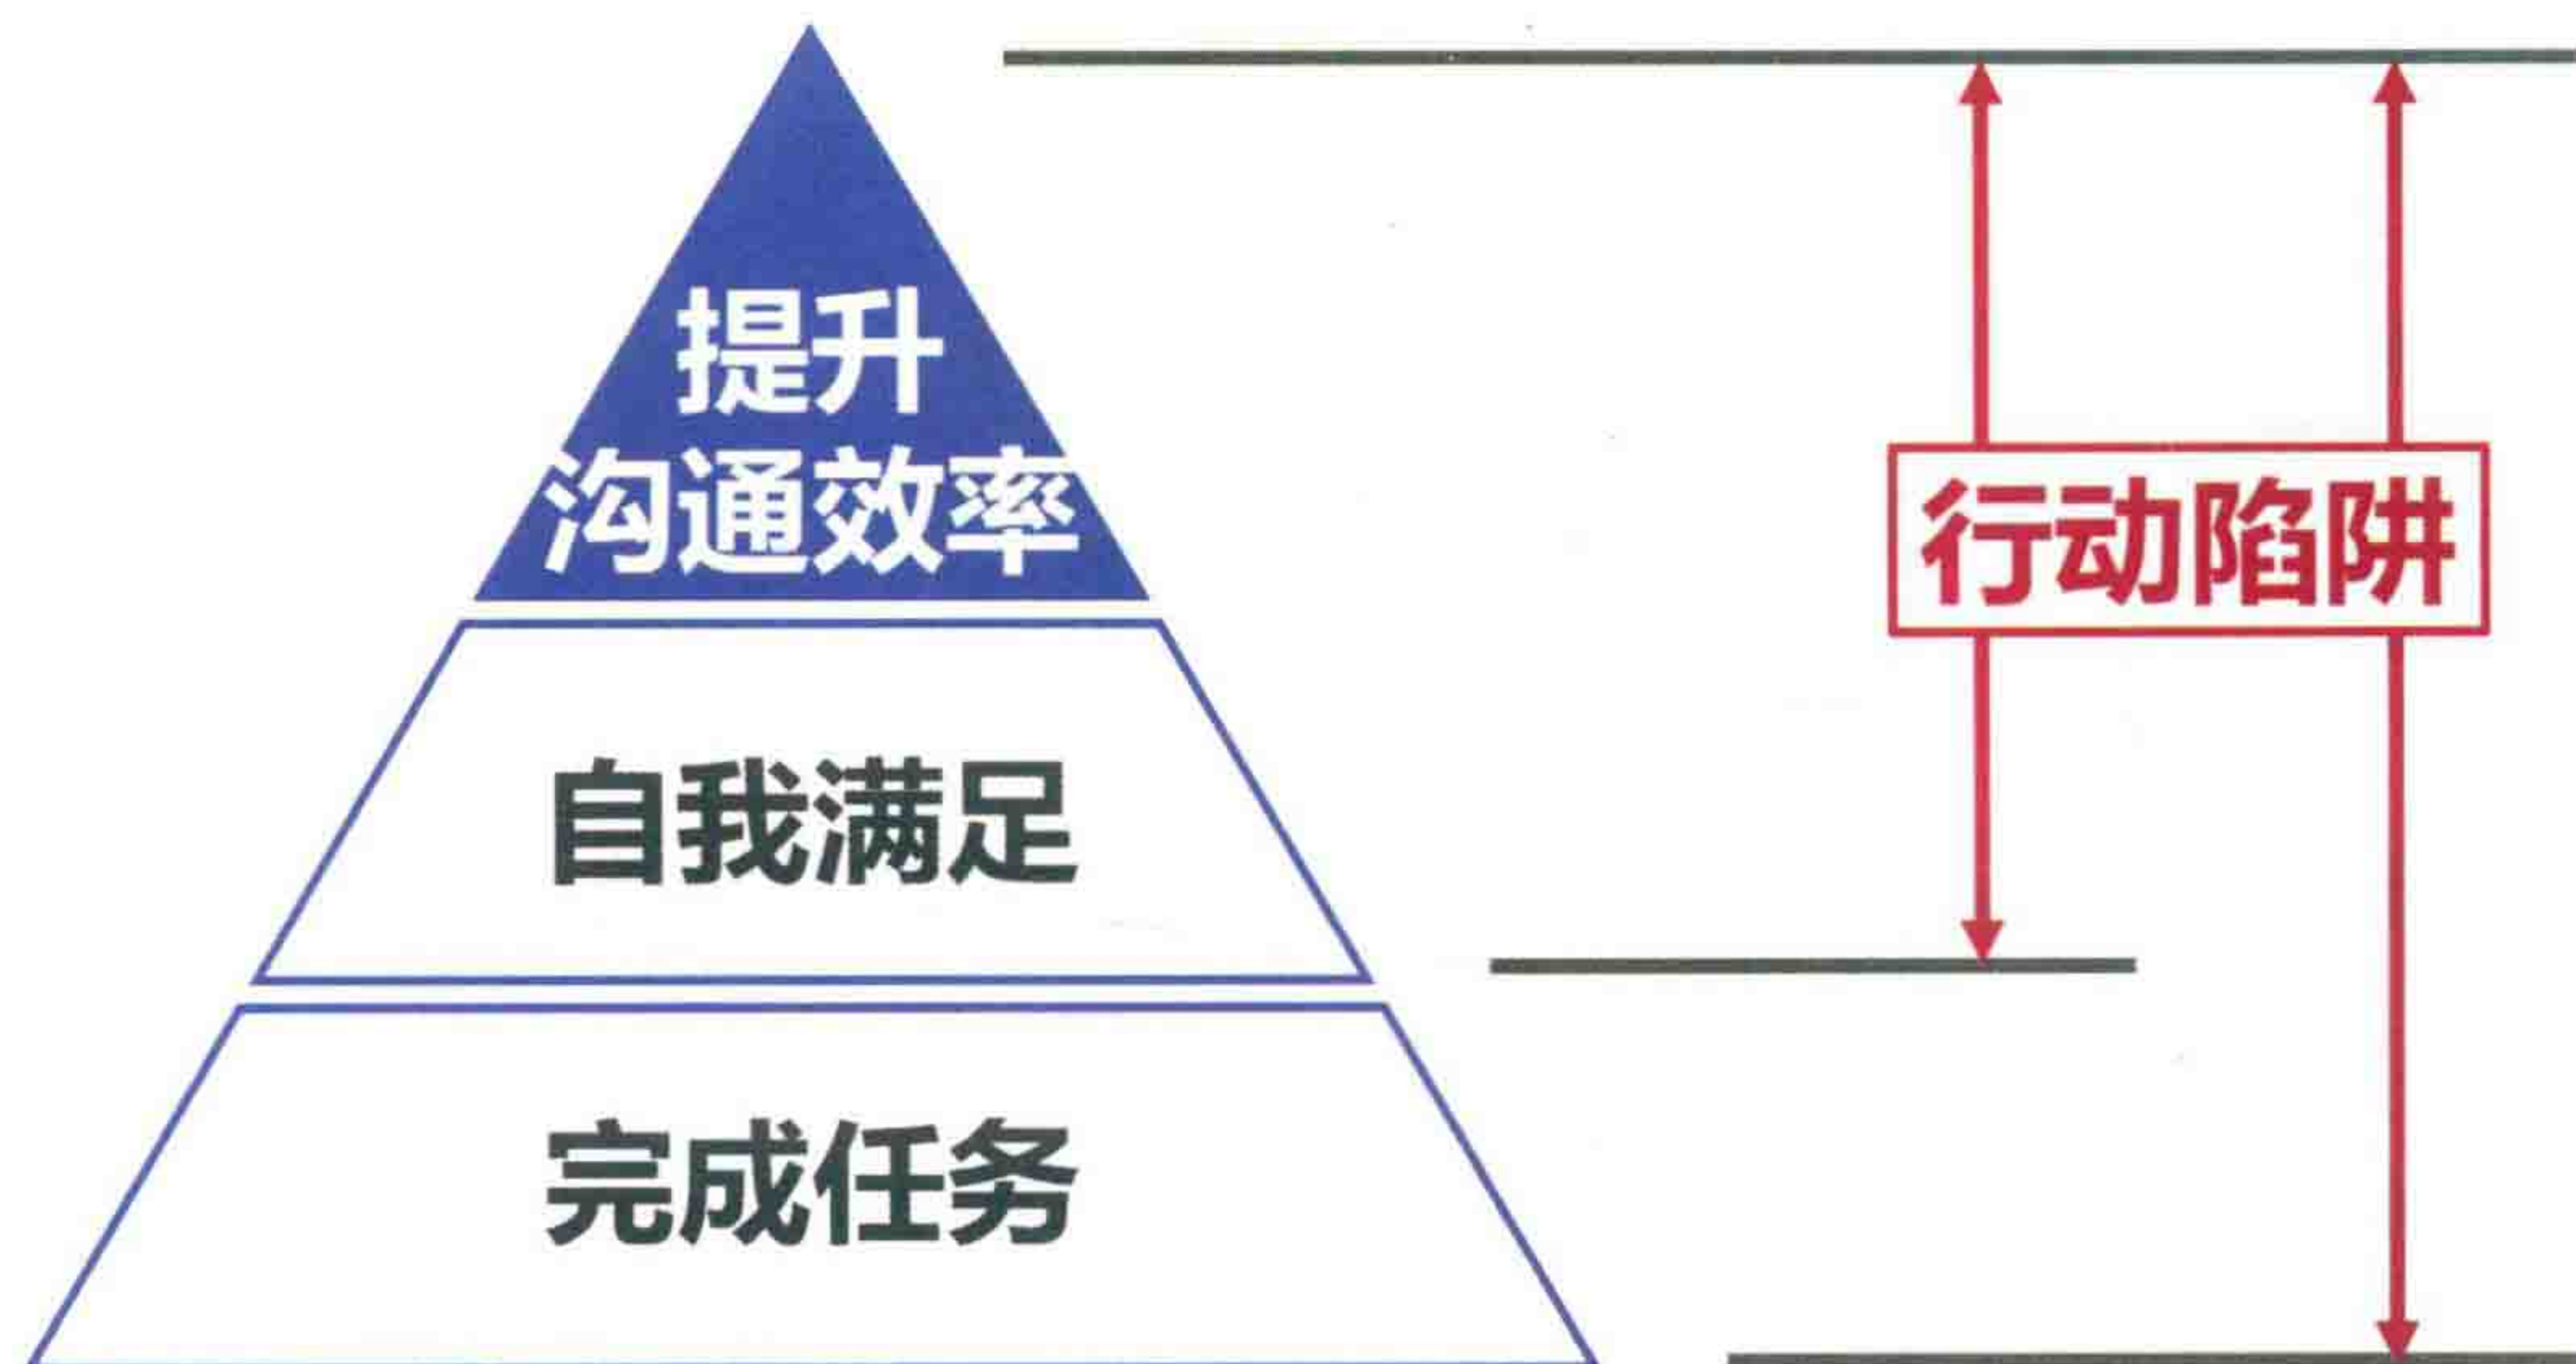 提升
沟通效率
行动陷阱
自我满足
完成任务